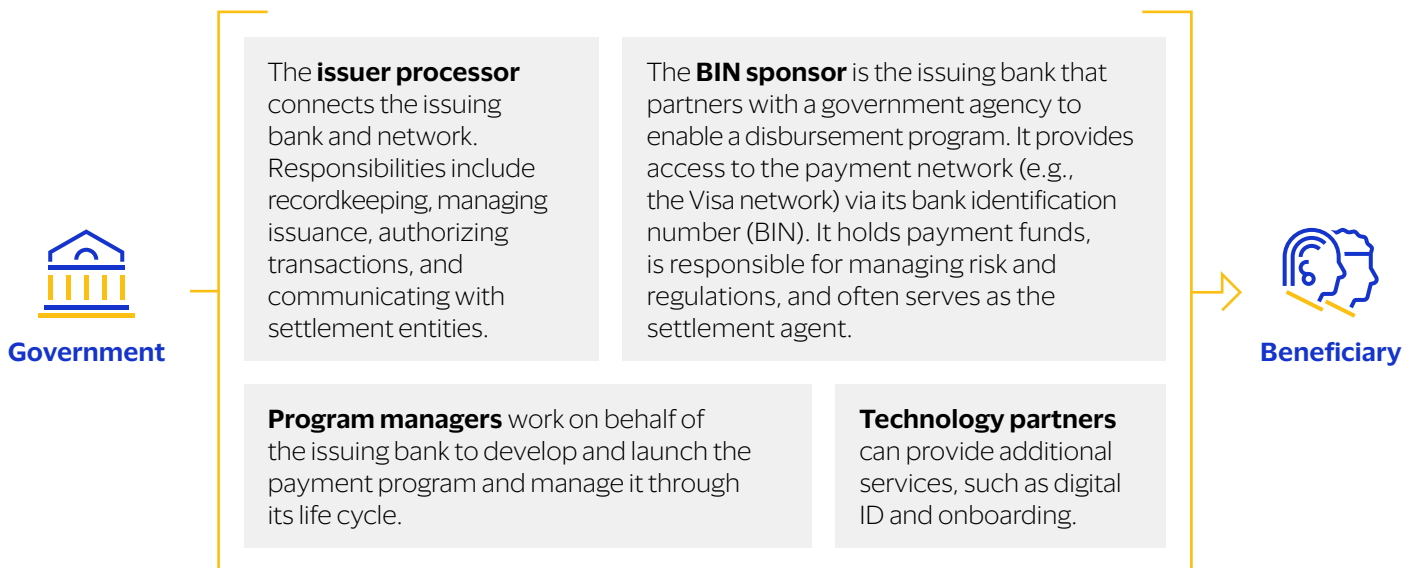 The issuer processor
connects the issuing
bank and network.
Responsibilities include
recordkeeping, managing
issuance, authorizing
transactions, and
communicating with
settlement entities.
The BIN sponsor is the issuing bank that
partners with a government agency to
enable a disbursement program. It provides
access to the payment network (e.g.,
the Visa network) via its bank identification
number (BIN). It holds payment funds,
is responsible for managing risk and
regulations, and often serves as the
settlement agent.
Government
Beneficiary
Program managers work on behalf of
the issuing bank to develop and launch the
payment program and manage it through
its life cycle.
Technology partners
can provide additional
services, such as digital
ID and onboarding.